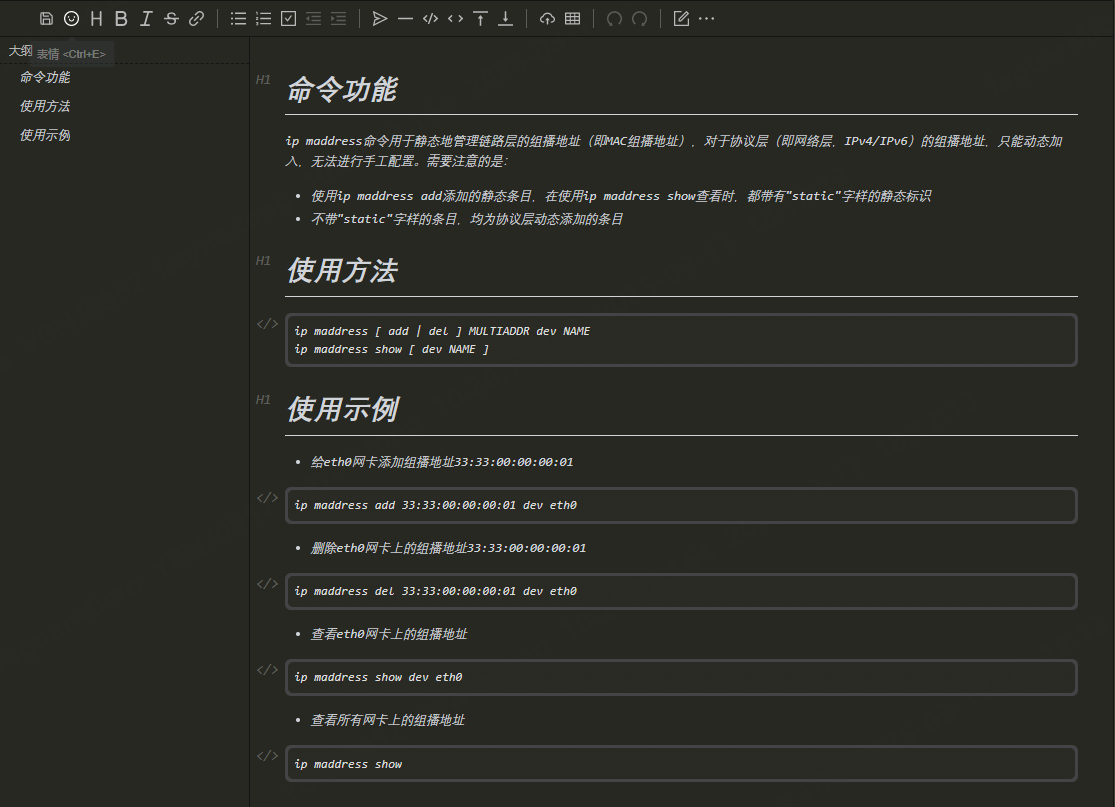 大纲
表情 <Ctrl+E>
命令功能
使用方法
使用示例
H1
命令功能
ip maddress命令用于静态地管理链路层的组播地址（即MAC组播地址），对于协议层（即网络层，IPv4/IPv6）的组播地址，只能动态加
入，无法进行手工配置。需要注意的是：
• 使用ip maddress add添加的静态条目，在使用ip maddress show查看时，都带有"static"字样的静态标识
• 不带"static"字样的条目，均为协议层动态添加的条目
H1
使用方法
</>
ip maddress [ add | del ] MULTIADDR dev NAME
ip maddress show [ dev NAME ]
H1
使用示例
• 给eth0网卡添加组播地址33:33:00:00:00:01
</>
ip maddress add 33:33:00:00:00:01 dev eth0
• 删除eth0网卡上的组播地址33:33:00:00:00:01
</>
ip maddress del 33:33:00:00:00:01 dev eth0
• 查看eth0网卡上的组播地址
</>
ip maddress show dev eth0
• 查看所有网卡上的组播地址
</>
ip maddress show